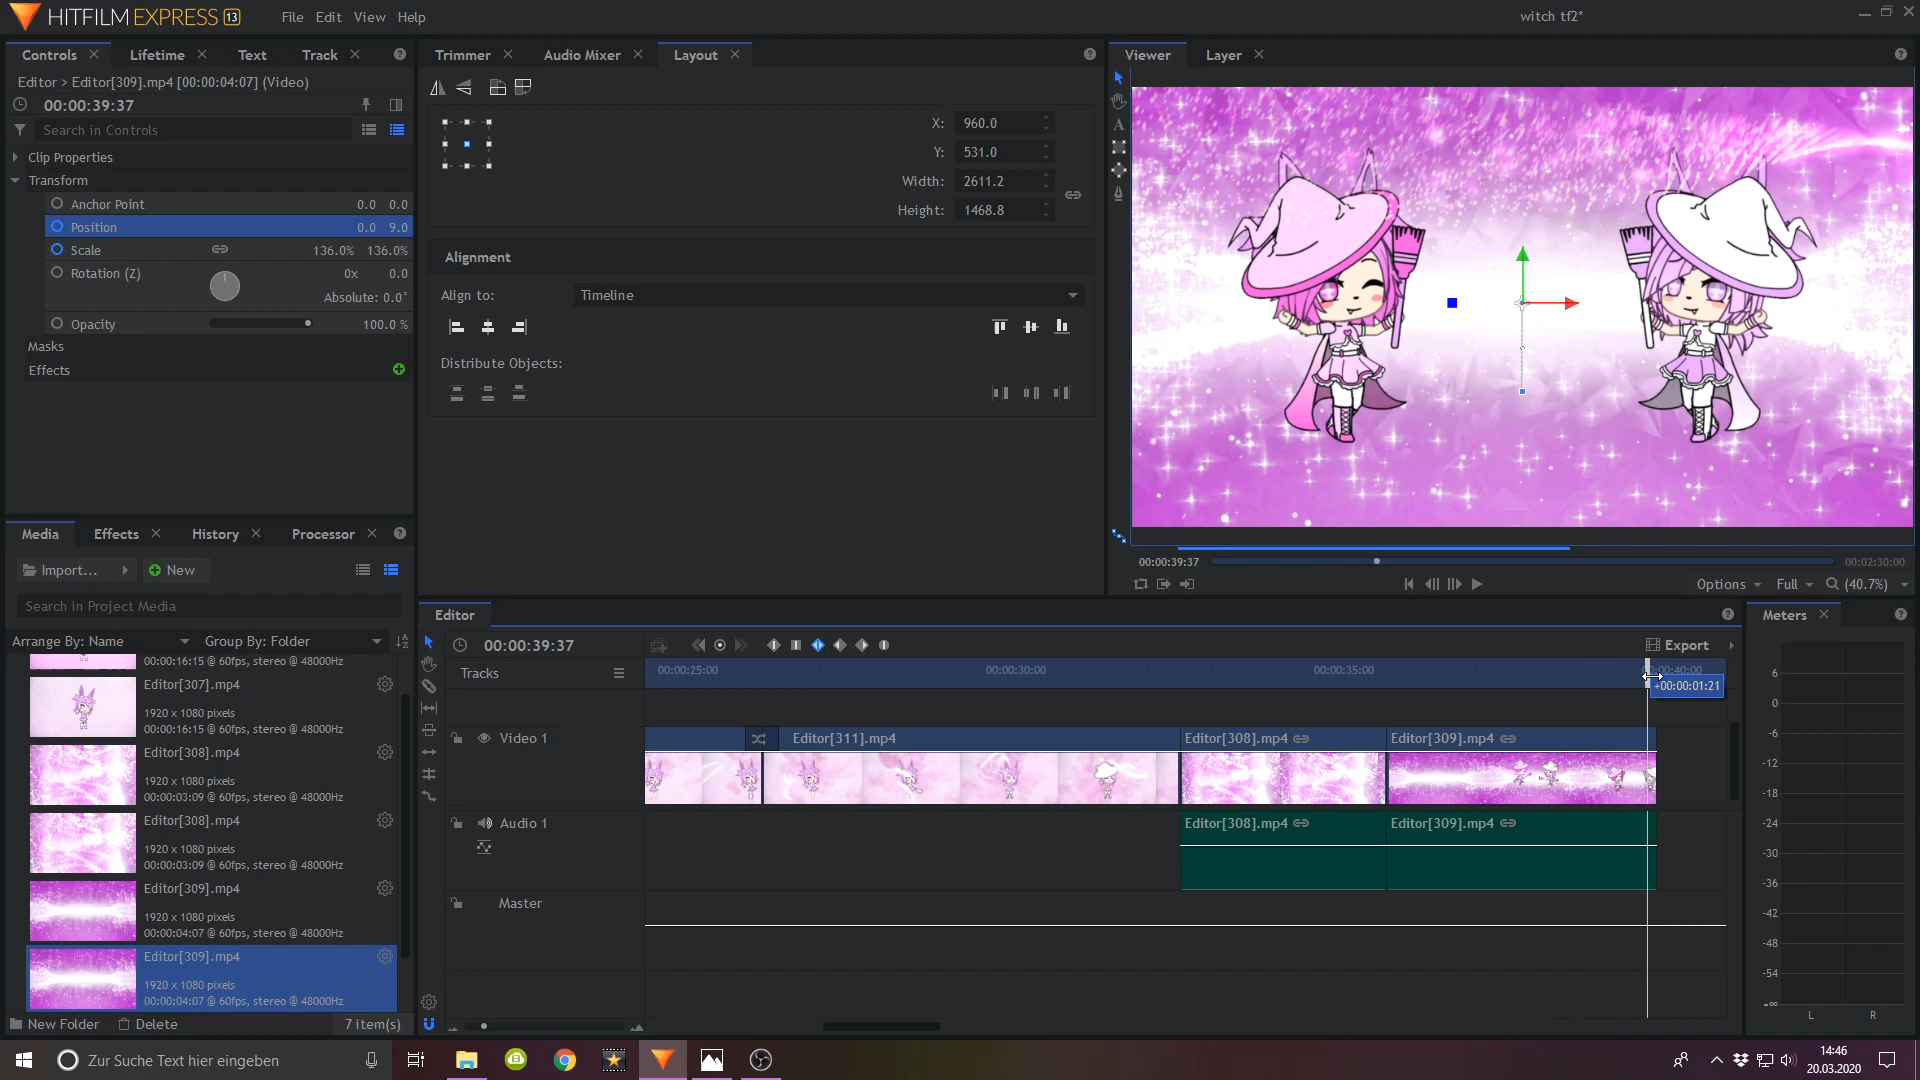 HITFILM EXPRESS 13
File Edit View Help
witch tf2*
Controls
Lifetime
Text
Track
Editor > Editor[309].mp4 [00:00:04:07] (Video)
00:00:39:37
Search in Controls
Clip Properties
Transform
Anchor Point 0.0 0.0
Position 0.0 9.0
Scale 136.0% 136.0%
Rotation (Z) 0x 0.0
Absolute: 0.0°
Opacity 100.0 %
Masks
Effects
Trimmer
Audio Mixer
Layout
X: 960.0
Y: 531.0
Width: 2611.2
Height: 1468.8
Alignment
Align to: Timeline
Distribute Objects:
Viewer
Layer
A
00:00:39:37
00:02:30:00
Options Full (40.7%)
Media
Effects
History
Processor
Import...
New
Search in Project Media
Arrange By: Name
Group By: Folder
00:00:16:15 @ 60fps, stereo @ 48000Hz
Editor[307].mp4
1920 x 1080 pixels
00:00:16:15 @ 60fps, stereo @ 48000Hz
Editor[308].mp4
1920 x 1080 pixels
00:00:03:09 @ 60fps, stereo @ 48000Hz
Editor[308].mp4
1920 x 1080 pixels
00:00:03:09 @ 60fps, stereo @ 48000Hz
Editor[309].mp4
1920 x 1080 pixels
00:00:04:07 @ 60fps, stereo @ 48000Hz
Editor[309].mp4
1920 x 1080 pixels
00:00:04:07 @ 60fps, stereo @ 48000Hz
New Folder
Delete
7 item(s)
Editor
00:00:39:37
Export
Tracks
00:00:25:00
00:00:30:00
00:00:35:00
00:00:40:00
+00:00:01:21
Video 1
Editor[311].mp4
Editor[308].mp4
Editor[309].mp4
Audio 1
Editor[308].mp4
Editor[309].mp4
Master
Meters
6
0
-6
-12
-18
-24
-30
-36
-42
-48
-54
-∞
L R
Zur Suche Text hier eingeben
14:46
20.03.2020